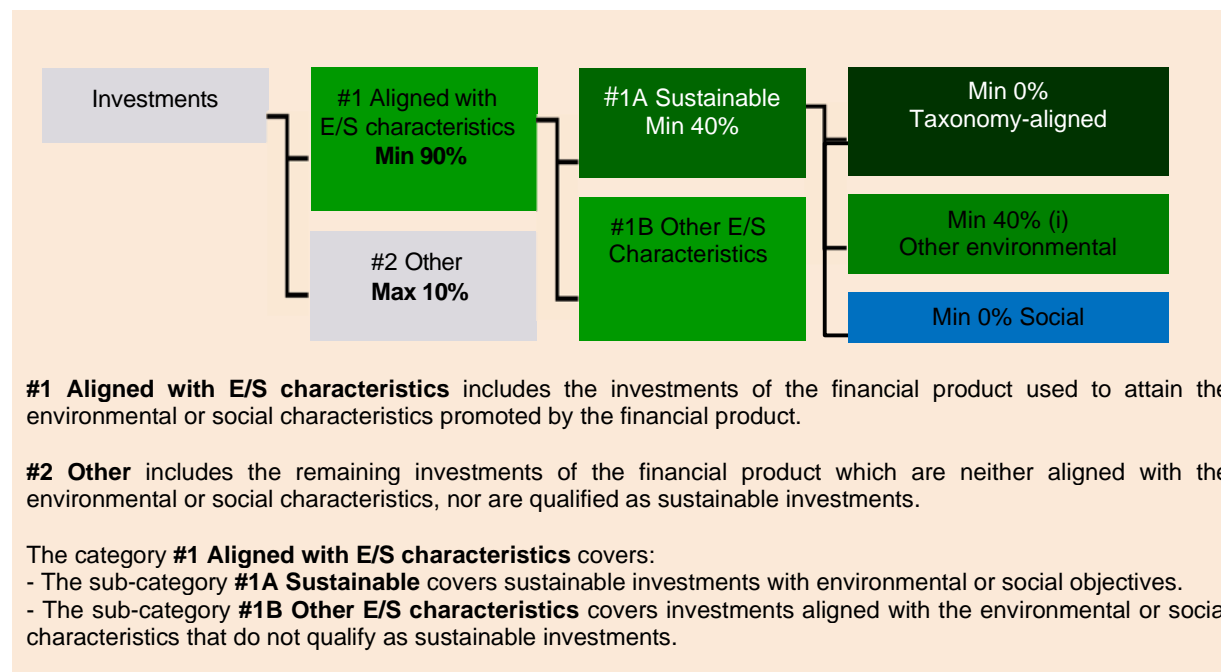 Investments
#1 Aligned with
E/S characteristics
Min 90%
#2 Other
Max 10%
#1A Sustainable
Min 40%
#1B Other E/S
Characteristics
Min 0%
Taxonomy-aligned
Min 40% (i)
Other environmental
Min 0% Social
#1 Aligned with E/S characteristics includes the investments of the financial product used to attain the
environmental or social characteristics promoted by the financial product.
#2 Other includes the remaining investments of the financial product which are neither aligned with the
environmental or social characteristics, nor are qualified as sustainable investments.
The category #1 Aligned with E/S characteristics covers:
- The sub-category #1A Sustainable covers sustainable investments with environmental or social objectives.
- The sub-category #1B Other E/S characteristics covers investments aligned with the environmental or social
characteristics that do not qualify as sustainable investments.